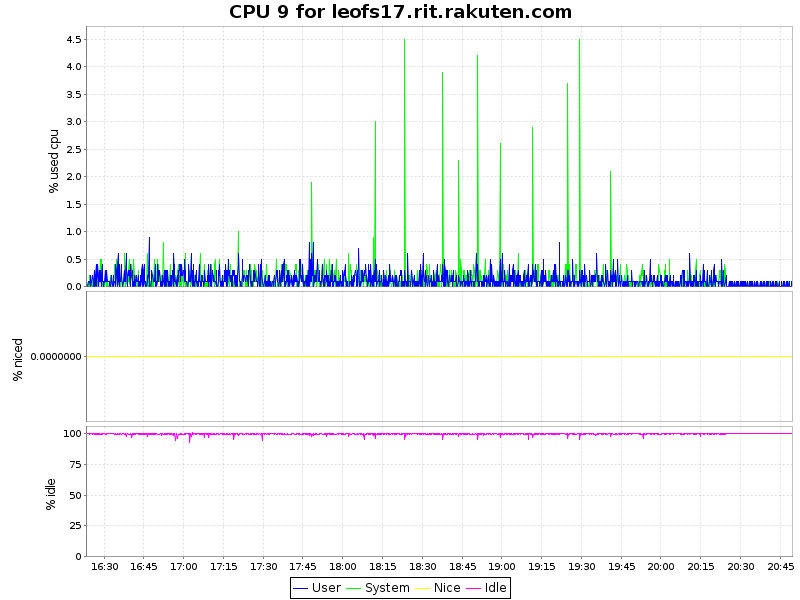 CPU 9 for leofs17.rit.rakuten.com
% used cpu
4.5
4.0
3.5
3.0
2.5
2.0
1.5
1.0
0.5
0.0
% niced
0.0000000
% idle
100
75
50
25
0
16:30 16:45 17:00 17:15 17:30 17:45 18:00 18:15 18:30 18:45 19:00 19:15 19:30 19:45 20:00 20:15 20:30 20:45
User System Nice Idle